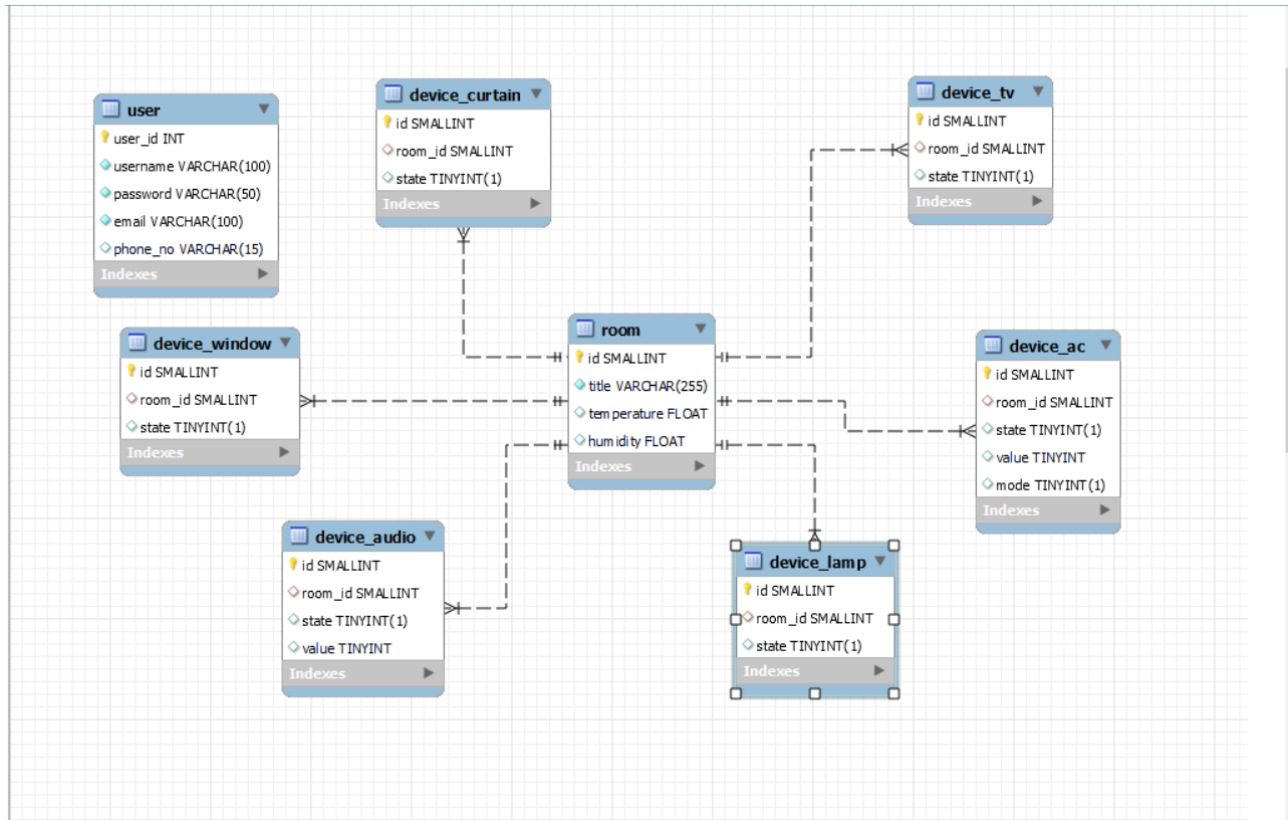 user
user_id INT
username VARCHAR(100)
password VARCHAR(50)
email VARCHAR(100)
phone_no VARCHAR(15)
Indexes
device_curtain
id SMALLINT
room_id SMALLINT
state TINYINT(1)
Indexes
device_tv
id SMALLINT
room_id SMALLINT
state TINYINT(1)
Indexes
device_window
id SMALLINT
room_id SMALLINT
state TINYINT(1)
Indexes
room
id SMALLINT
title VARCHAR(255)
temperature FLOAT
humidity FLOAT
Indexes
device_ac
id SMALLINT
room_id SMALLINT
state TINYINT(1)
value TINYINT
mode TINYINT(1)
Indexes
device_audio
id SMALLINT
room_id SMALLINT
state TINYINT(1)
value TINYINT
Indexes
device_lamp
id SMALLINT
room_id SMALLINT
state TINYINT(1)
Indexes